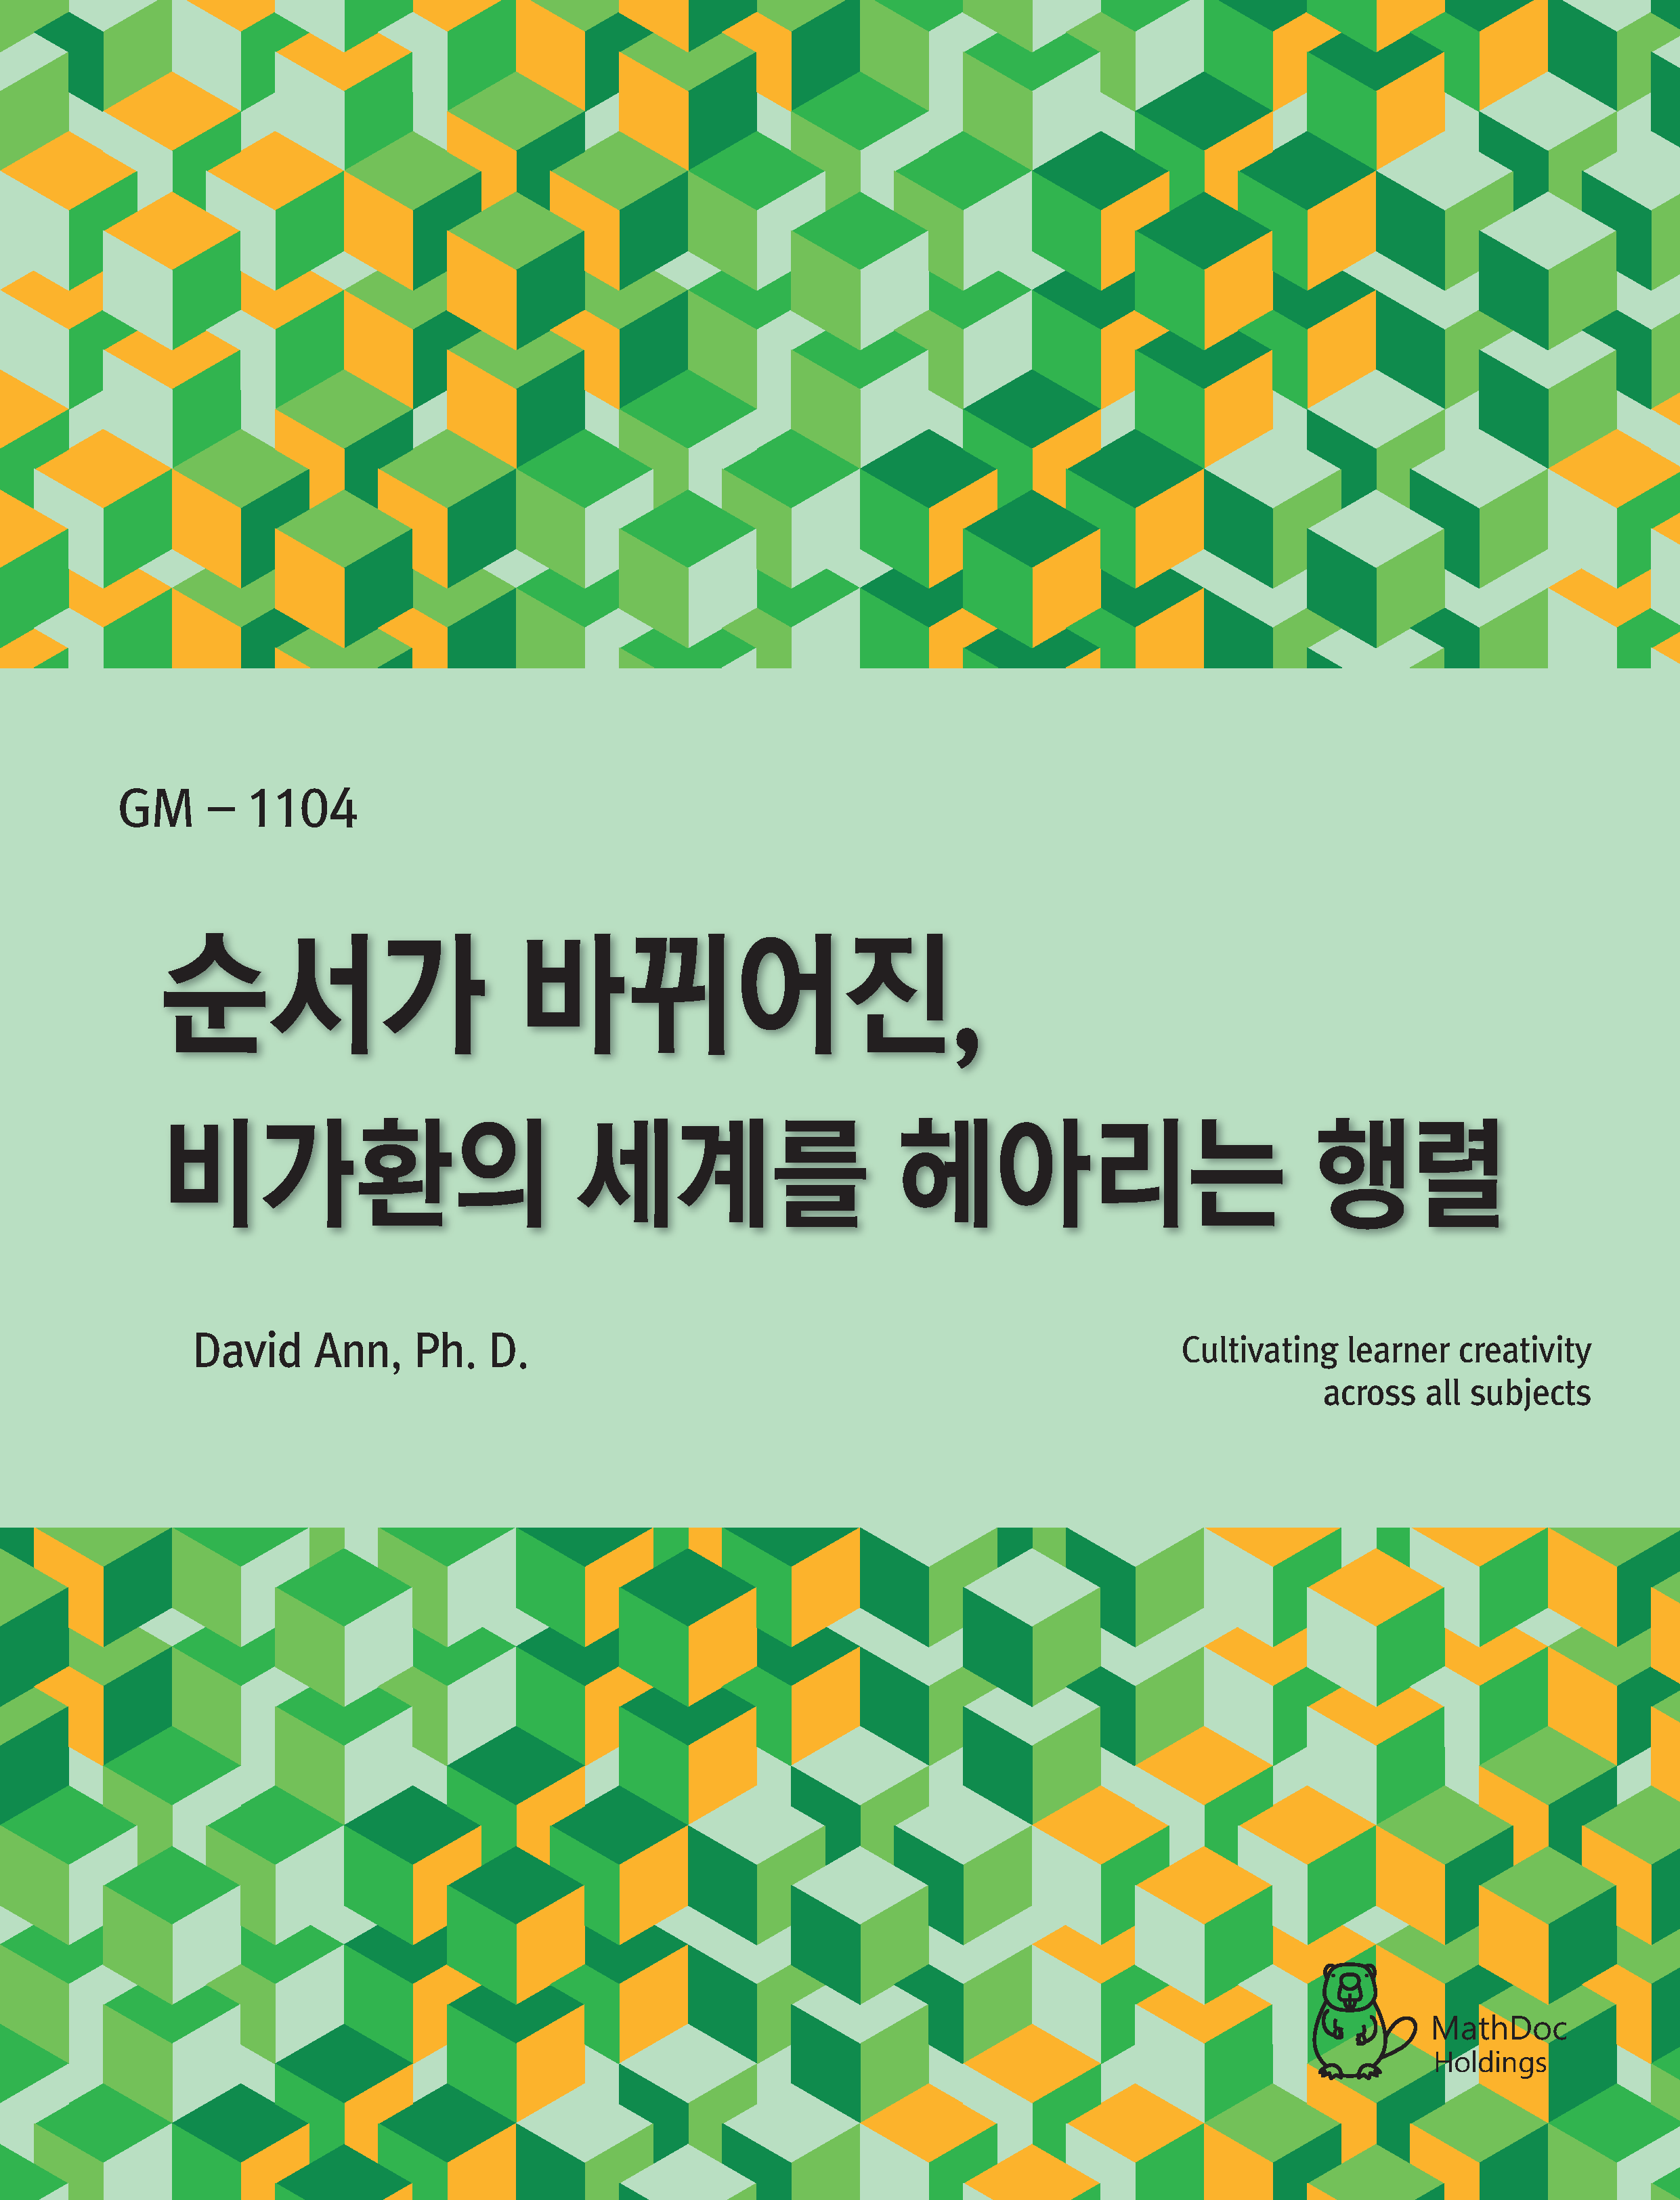 GM – 1104
순서가 바뀌어진,
비가환의 세계를 헤아리는 행렬
David Ann, Ph. D.
Cultivating learner creativity
across all subjects
MathDoc
Holdings